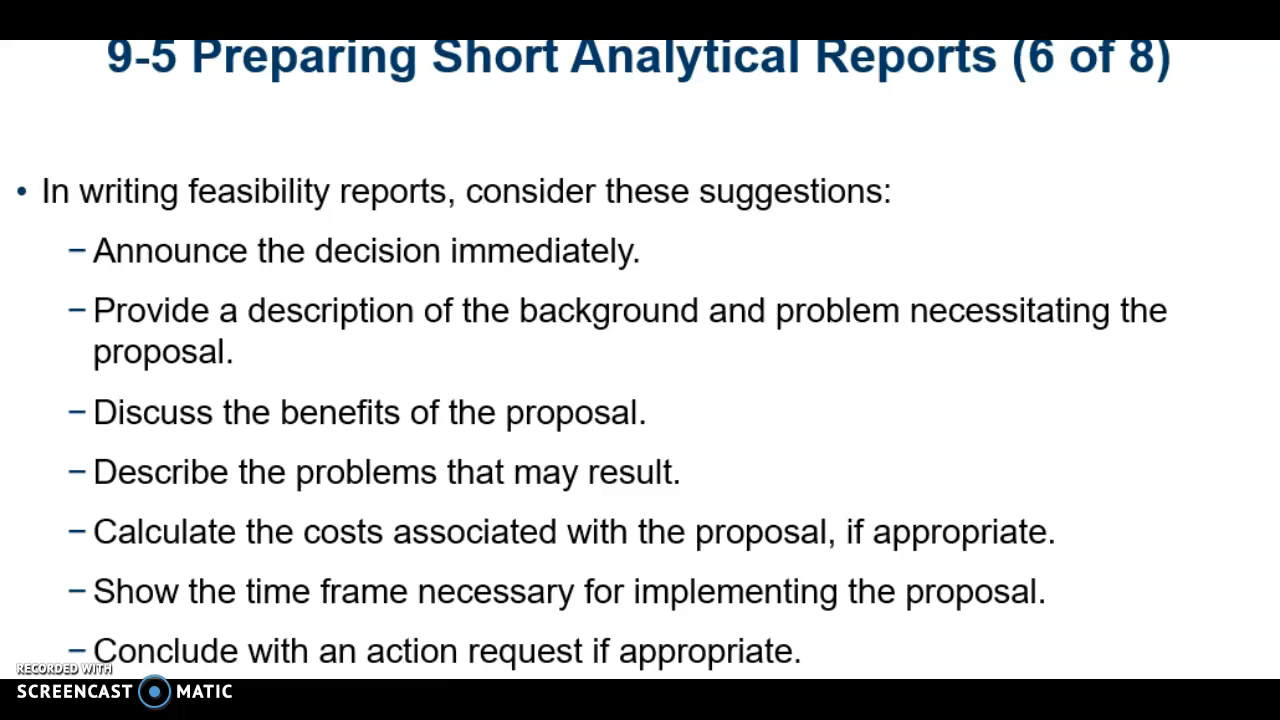 9-5 Preparing Short Analytical Reports (6 of 8)
• In writing feasibility reports, consider these suggestions:
− Announce the decision immediately.
− Provide a description of the background and problem necessitating the
proposal.
− Discuss the benefits of the proposal.
− Describe the problems that may result.
− Calculate the costs associated with the proposal, if appropriate.
− Show the time frame necessary for implementing the proposal.
− Conclude with an action request if appropriate.
RECORDED WITH
SCREENCAST MATIC